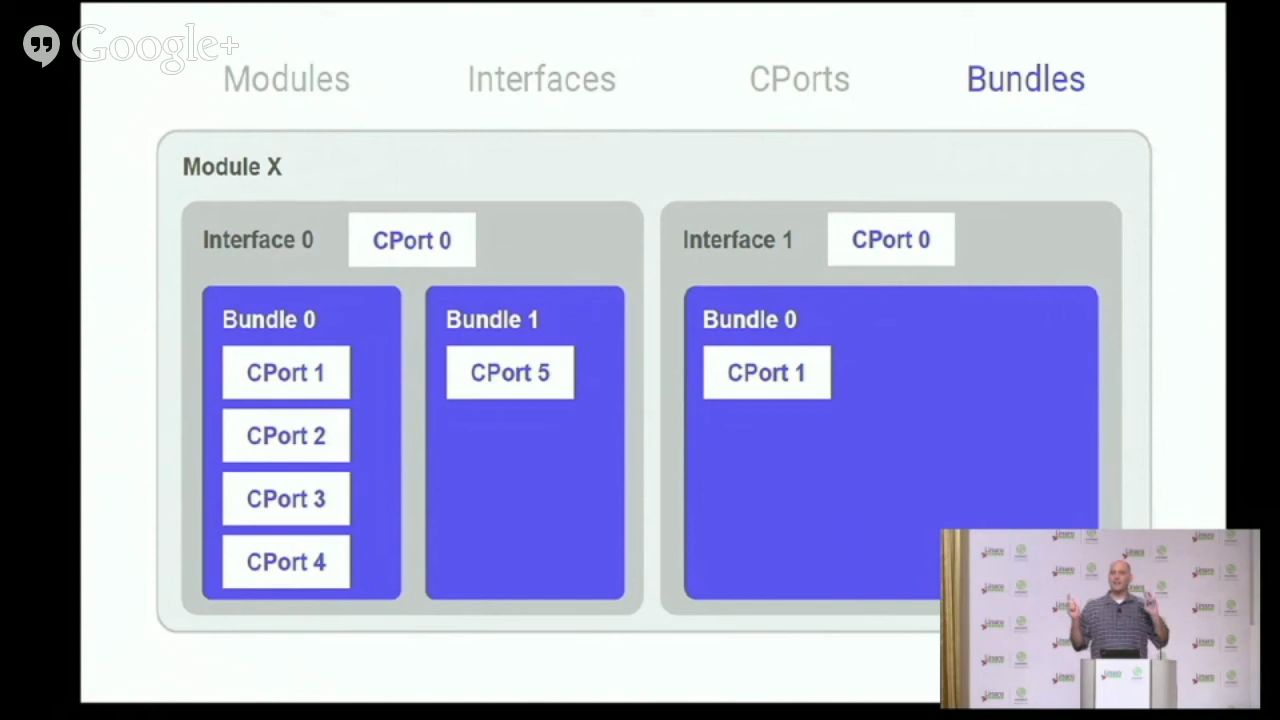 Google+
Modules Interfaces CPorts Bundles
Module X
Interface 0 CPort 0 Interface 1 CPort 0
Bundle 0 Bundle 1 Bundle 0
CPort 1 CPort 5 CPort 1
CPort 2
CPort 3
CPort 4
Linaro